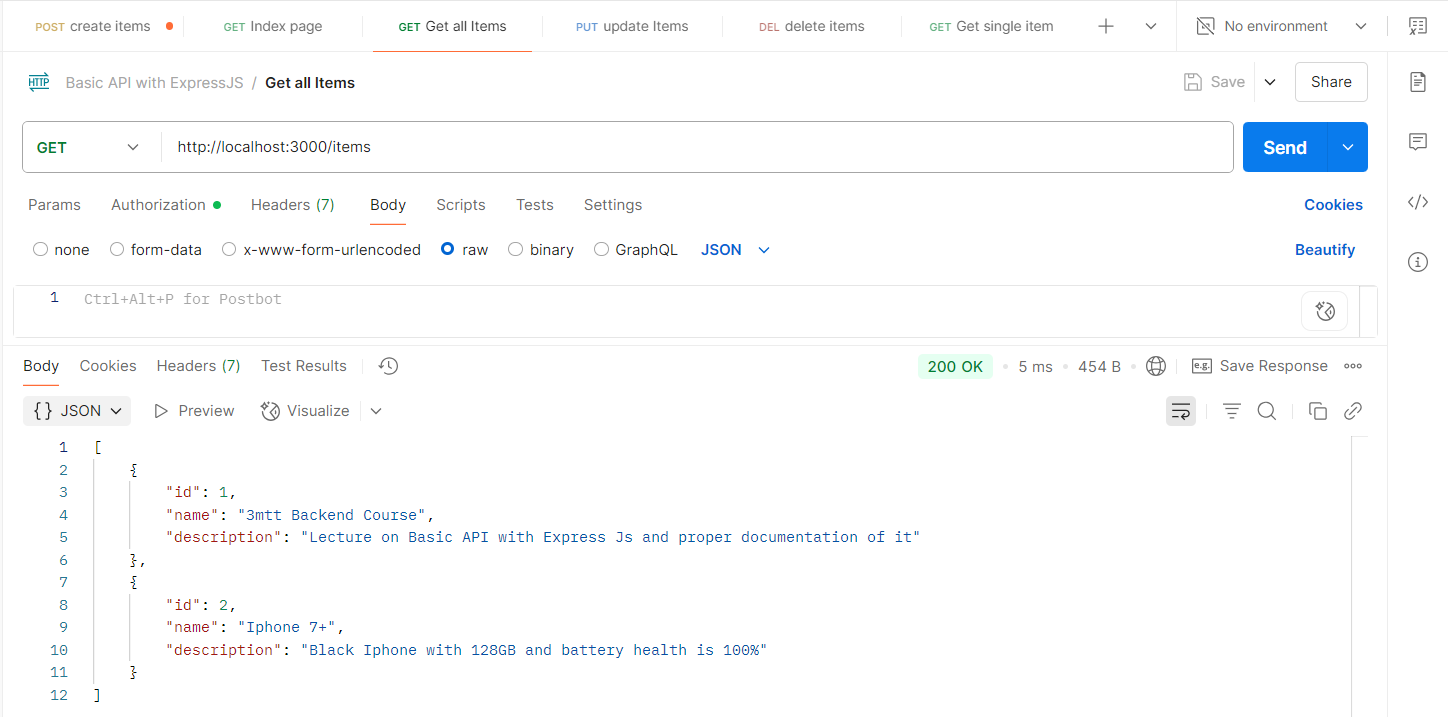 POST create items GET Index page GET Get all Items PUT update Items DEL delete items GET Get single item No environment
HTTP Basic API with ExpressJS / Get all Items Save Share
GET http://localhost:3000/items Send
Params Authorization Headers (7) Body Scripts Tests Settings Cookies
none form-data x-www-form-urlencoded raw binary GraphQL JSON Beautify
1 Ctrl+Alt+P for Postbot
Body Cookies Headers (7) Test Results 200 OK 5 ms 454 B e.g. Save Response
{} JSON Preview Visualize
1 [
2 {
3 "id": 1,
4 "name": "3mtt Backend Course",
5 "description": "Lecture on Basic API with Express Js and proper documentation of it"
6 },
7 {
8 "id": 2,
9 "name": "Iphone 7+",
10 "description": "Black Iphone with 128GB and battery health is 100%"
11 }
12 ]